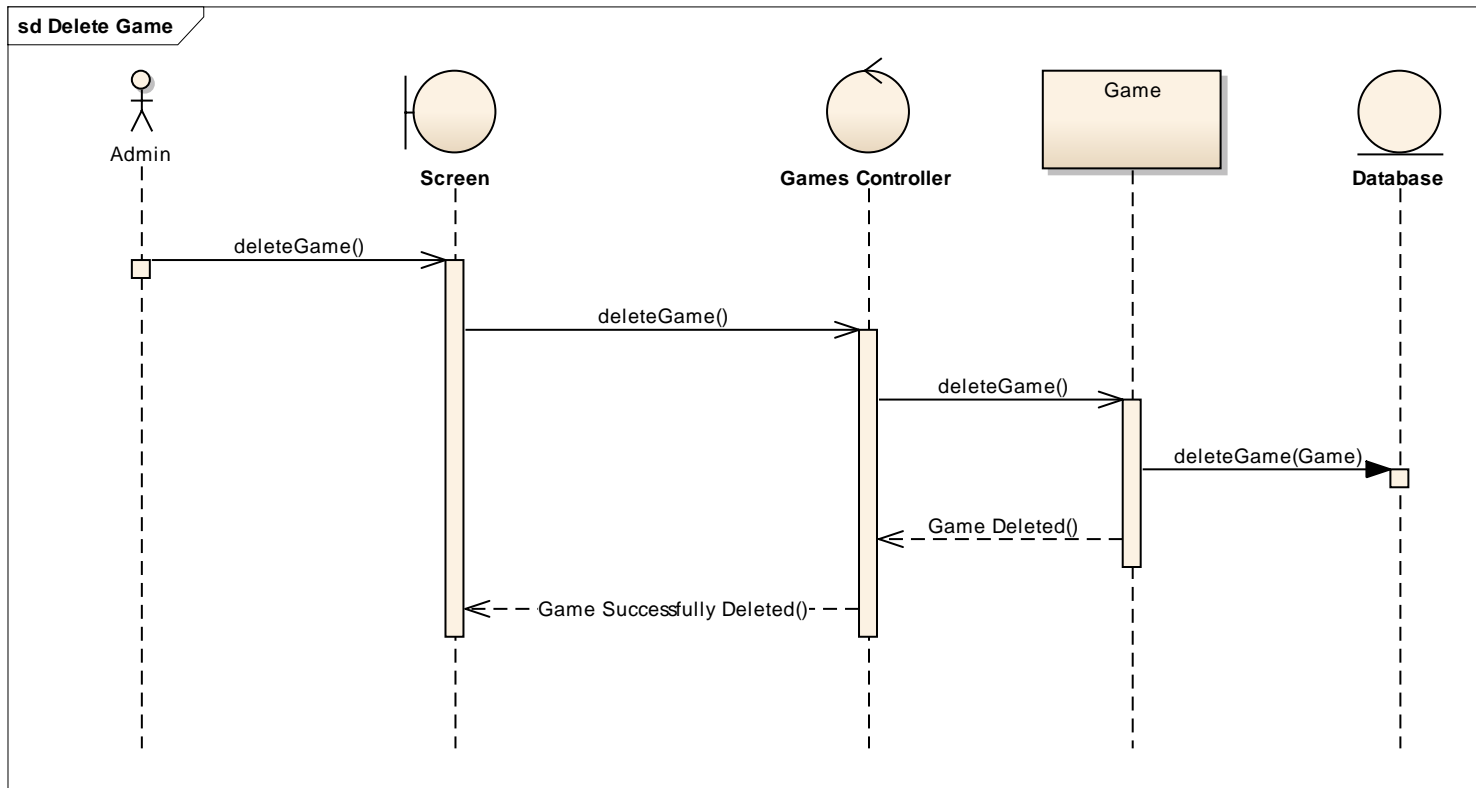 sd Delete Game
Admin
Screen
Games Controller
Game
Database
deleteGame()
deleteGame()
deleteGame()
deleteGame(Game)
Game Deleted()
Game Successfully Deleted()